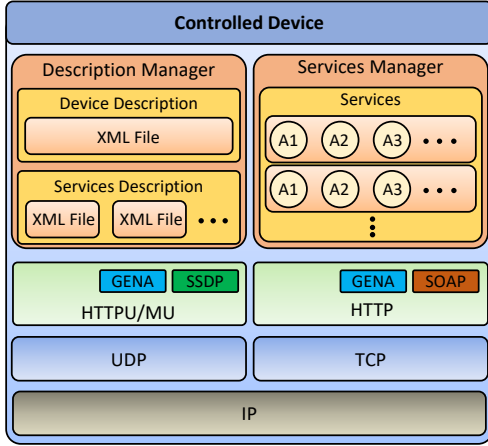 Controlled Device
Description Manager
Device Description
XML File
Services Description
XML File XML File • • •
Services Manager
Services
A1 A2 A3 • • •
A1 A2 A3 • • •
GENA SSDP
HTTPU/MU
GENA SOAP
HTTP
UDP
TCP
IP